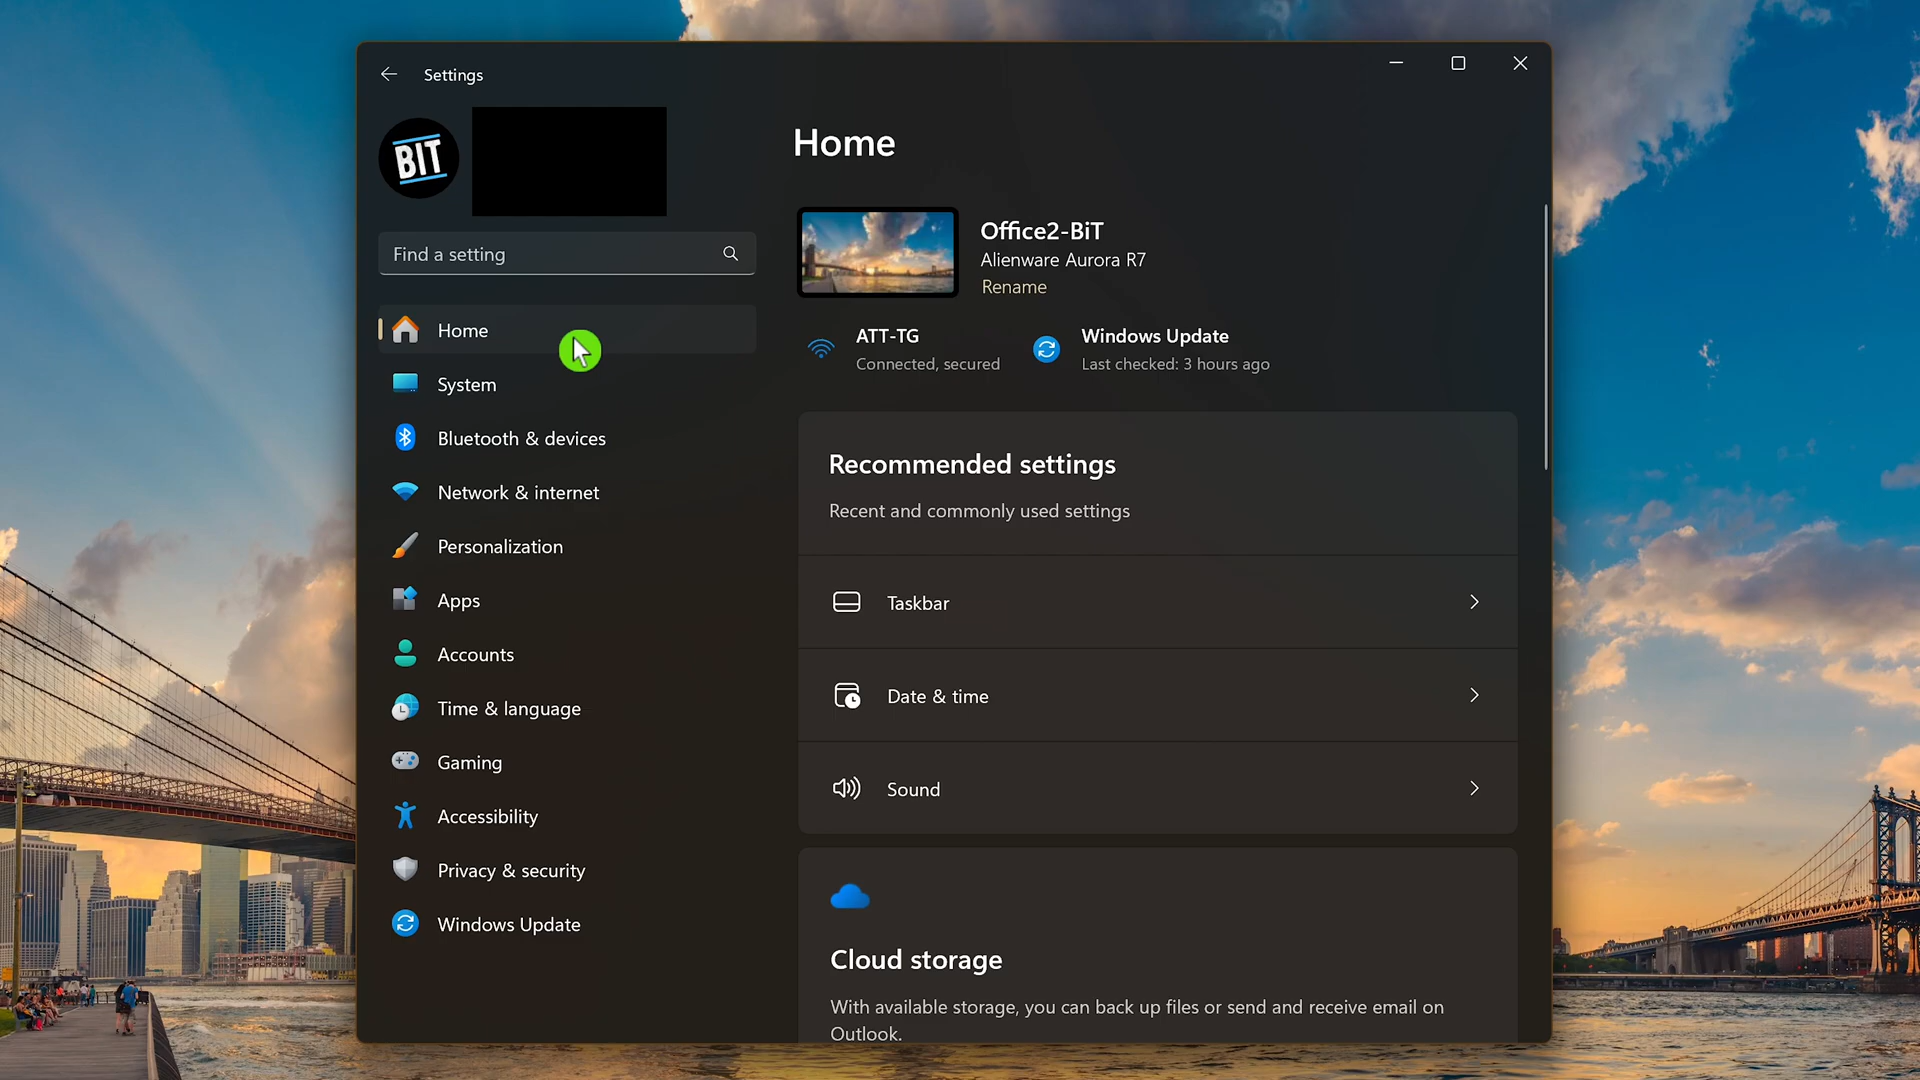 Settings
BIT
Find a setting
Home
System
Bluetooth & devices
Network & internet
Personalization
Apps
Accounts
Time & language
Gaming
Accessibility
Privacy & security
Windows Update
Home
Office2-BiT
Alienware Aurora R7
Rename
ATT-TG
Connected, secured
Windows Update
Last checked: 3 hours ago
Recommended settings
Recent and commonly used settings
Taskbar
Date & time
Sound
Cloud storage
With available storage, you can back up files or send and receive email on
Outlook.